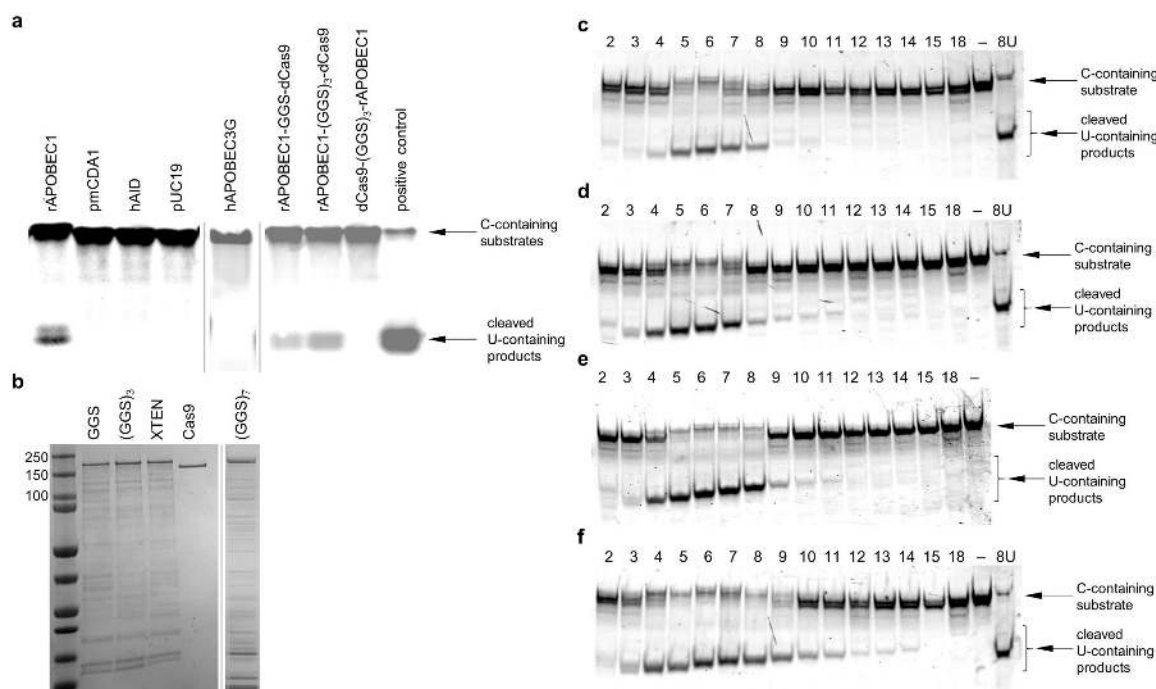 a
rAPOBEC1
pmCDA1
hAID
pUC19
hAPOBEC3G
rAPOBEC1-GGS-dCas9
rAPOBEC1-(GGS)3-dCas9
dCas9-(GGS)3-rAPOBEC1
positive control
C-containing
substrates
cleaved
U-containing
products
b
GGS
(GGS)3
XTEN
Cas9
(GGS)7
250
150
100
c
2 3 4 5 6 7 8 9 10 11 12 13 14 15 18 – 8U
C-containing
substrate
cleaved
U-containing
products
d
2 3 4 5 6 7 8 9 10 11 12 13 14 15 18 – 8U
C-containing
substrate
cleaved
U-containing
products
e
2 3 4 5 6 7 8 9 10 11 12 13 14 15 18 –
C-containing
substrate
cleaved
U-containing
products
f
2 3 4 5 6 7 8 9 10 11 12 13 14 15 18 – 8U
C-containing
substrate
cleaved
U-containing
products